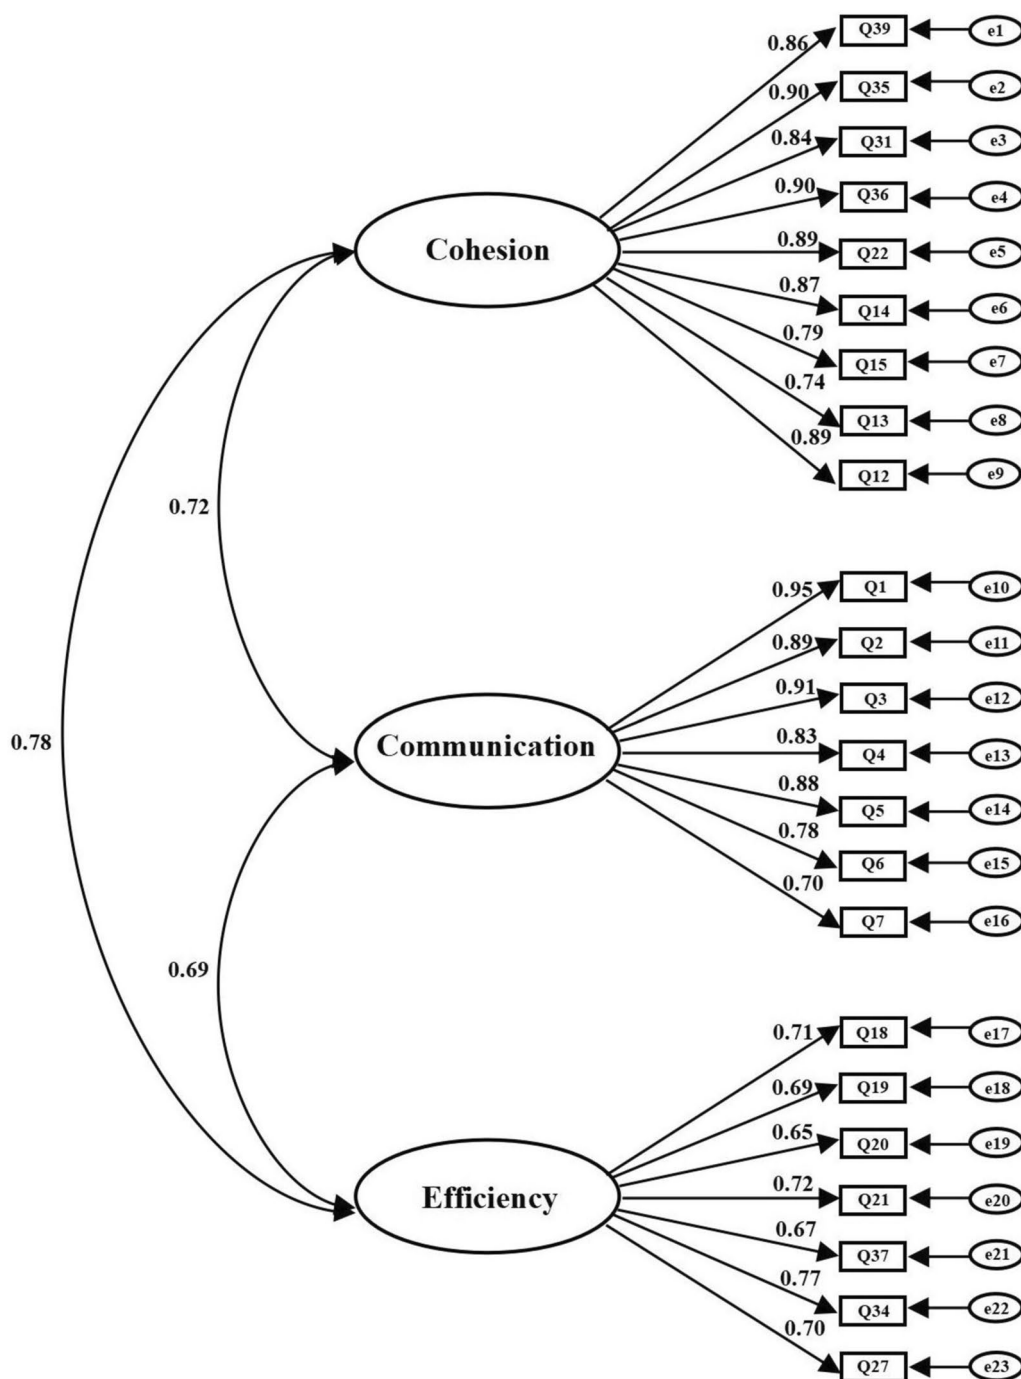 0.86 Q39 e1
0.90 Q35 e2
0.84 Q31 e3
0.90 Q36 e4
Cohesion 0.89 Q22 e5
0.87 Q14 e6
0.79 Q15 e7
0.74 Q13 e8
0.89 Q12 e9
0.72
0.95 Q1 e10
0.89 Q2 e11
0.91 Q3 e12
0.78 Communication 0.83 Q4 e13
0.88 Q5 e14
0.78 Q6 e15
0.70 Q7 e16
0.69
0.71 Q18 e17
0.69 Q19 e18
0.65 Q20 e19
Efficiency 0.72 Q21 e20
0.67 Q37 e21
0.77 Q34 e22
0.70 Q27 e23